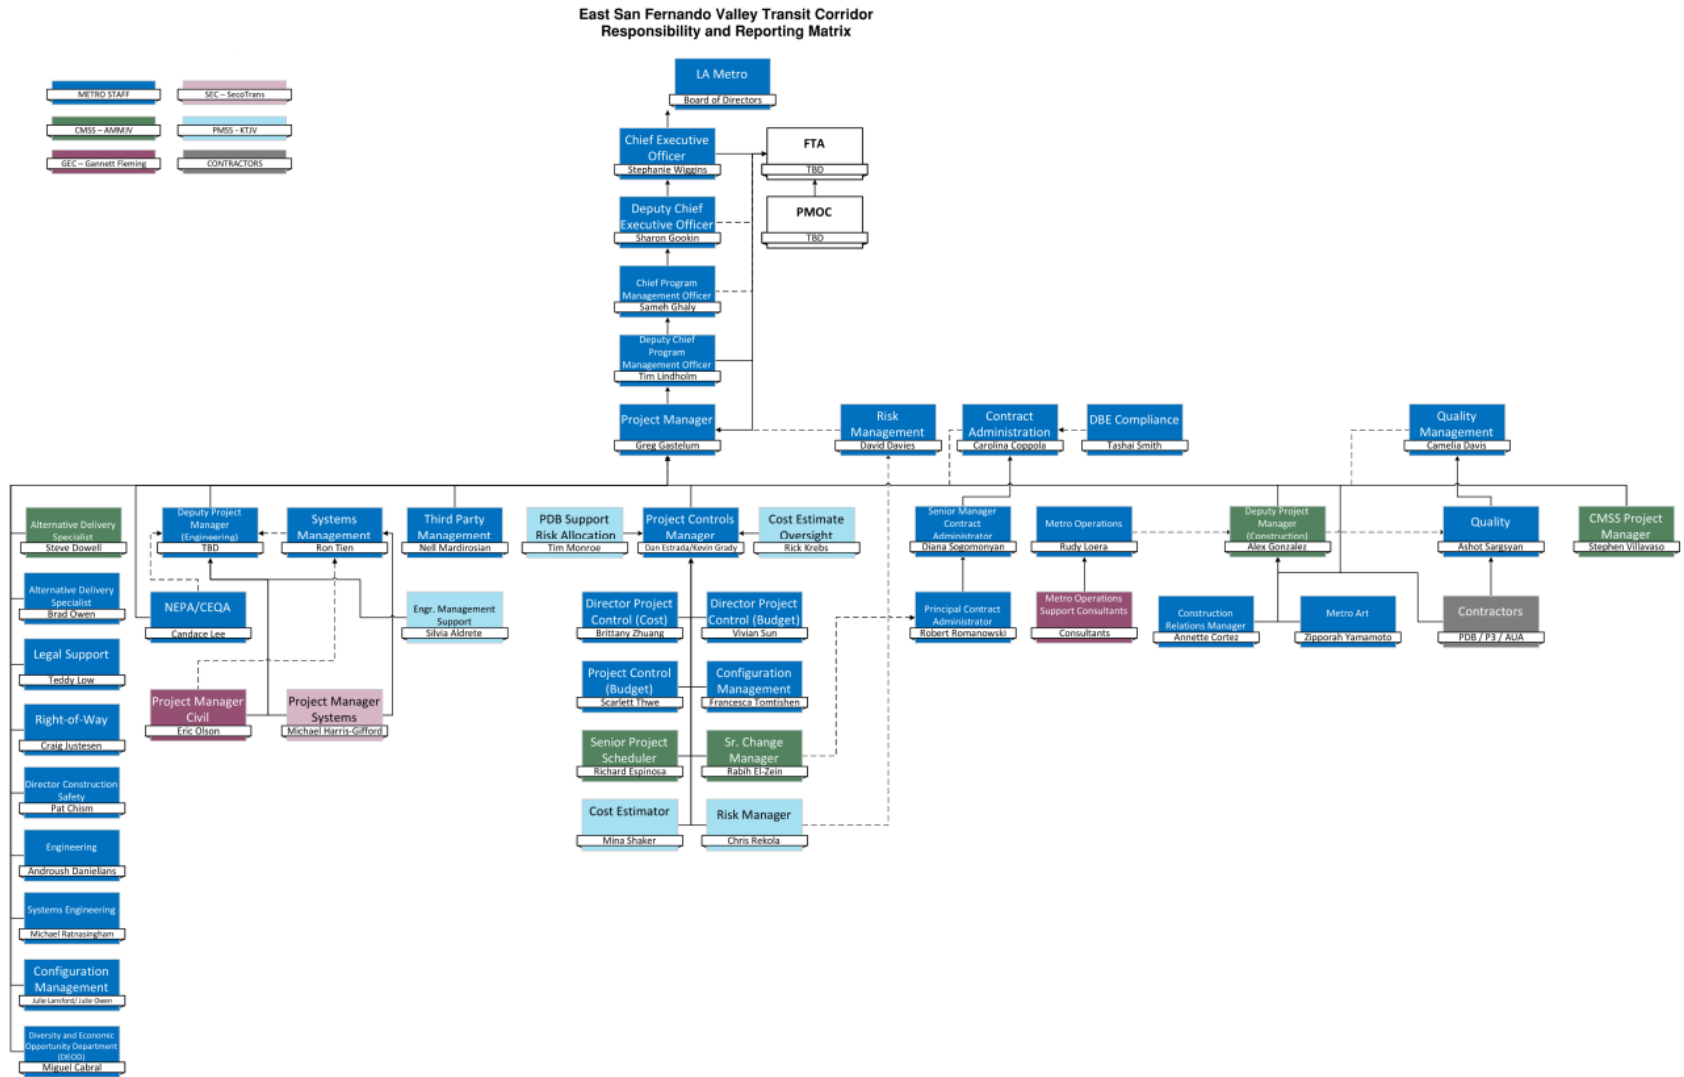 East San Fernando Valley Transit Corridor
Responsibility and Reporting Matrix
METRO STAFF
SEC – SecoTrans
CMSS – AMMJV
PMSS - KTJV
GEC – Gannett Fleming
CONTRACTORS
LA Metro
Board of Directors
Chief Executive
Officer
Stephanie Wiggins
FTA
TBD
Deputy Chief
Executive Officer
Sharon Gookin
PMOC
TBD
Chief Program
Management Officer
Sameh Ghaly
Deputy Chief
Program
Management Officer
Tim Lindholm
Project Manager
Greg Gastelum
Risk
Management
David Davies
Contract
Administration
Carolina Coppola
DBE Compliance
Tashai Smith
Quality
Management
Camelia Davis
Alternative Delivery
Specialist
Steve Dowell
Deputy Project
Manager
(Engineering)
TBD
Systems
Management
Ron Tien
Third Party
Management
Nell Mardirosian
PDB Support
Risk Allocation
Tim Monroe
Project Controls
Manager
Dan Estrada/Kevin Grady
Cost Estimate
Oversight
Rick Krebs
Senior Manager
Contract
Administrator
Diana Sogomonyan
Metro Operations
Rudy Loera
Deputy Project
Manager
(Construction)
Alex Gonzalez
Quality
Ashot Sargsyan
CMSS Project
Manager
Stephen Villavaso
Alternative Delivery
Specialist
Brad Owen
NEPA/CEQA
Candace Lee
Engr. Management
Support
Silvia Aldrete
Director Project
Control (Cost)
Brittany Zhuang
Director Project
Control (Budget)
Vivian Sun
Principal Contract
Administrator
Robert Romanowski
Metro Operations
Support Consultants
Consultants
Construction
Relations Manager
Annette Cortez
Metro Art
Zipporah Yamamoto
Contractors
PDB / P3 / AUA
Legal Support
Teddy Low
Project Control
(Budget)
Scarlett Thwe
Configuration
Management
Francesca Tomtishen
Right-of-Way
Craig Justesen
Project Manager
Civil
Eric Olson
Project Manager
Systems
Michael Harris-Gifford
Senior Project
Scheduler
Richard Espinosa
Sr. Change
Manager
Rabih El-Zein
Director Construction
Safety
Pat Chism
Cost Estimator
Mina Shaker
Risk Manager
Chris Rekola
Engineering
Androush Danielians
Systems Engineering
Michael Ratnasingham
Configuration
Management
Julie Lansford/ Julie Owen
Diversity and Economic
Opportunity Department
(DEOD)
Miguel Cabral